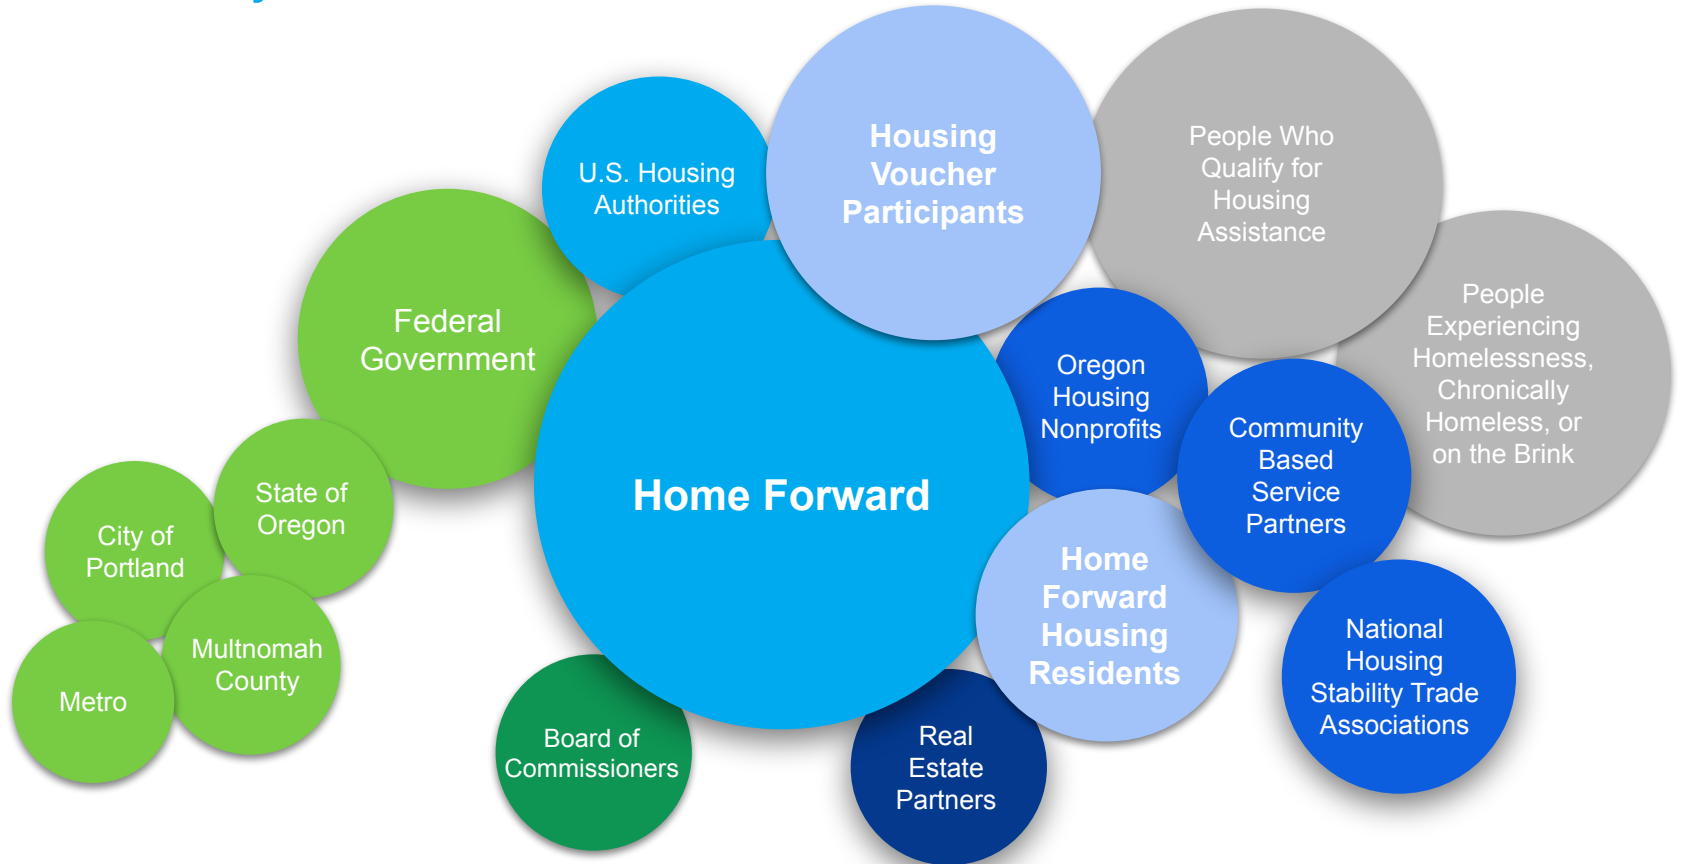 Housing
Voucher
Participants
People Who
Qualify for
Housing
Assistance
U.S. Housing
Authorities
Federal
Government
People
Experiencing
Homelessness,
Chronically
Homeless, or
on the Brink
Oregon
Housing
Nonprofits
Community
Based
Service
Partners
Home Forward
State of
Oregon
City of
Portland
Home
Forward
Housing
Residents
Multnomah
County
Metro
National
Housing
Stability Trade
Associations
Board of
Commissioners
Real
Estate
Partners